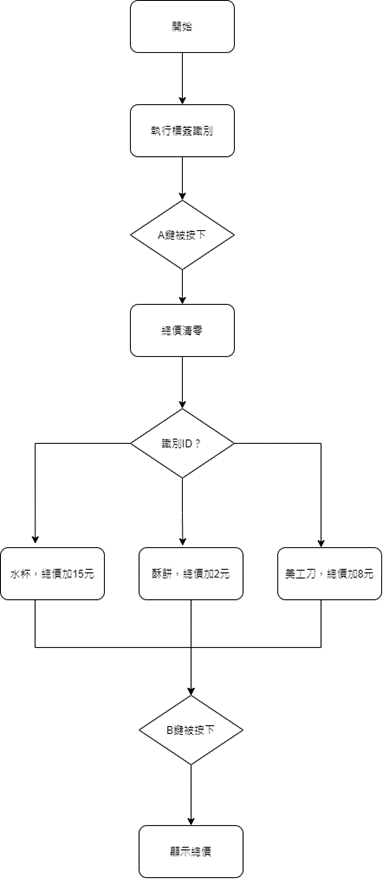 開始
執行標簽識別
A鍵被按下
總價清零
識別ID？
水杯，總價加15元
酥餅，總價加2元
美工刀，總價加8元
B鍵被按下
顯示總價